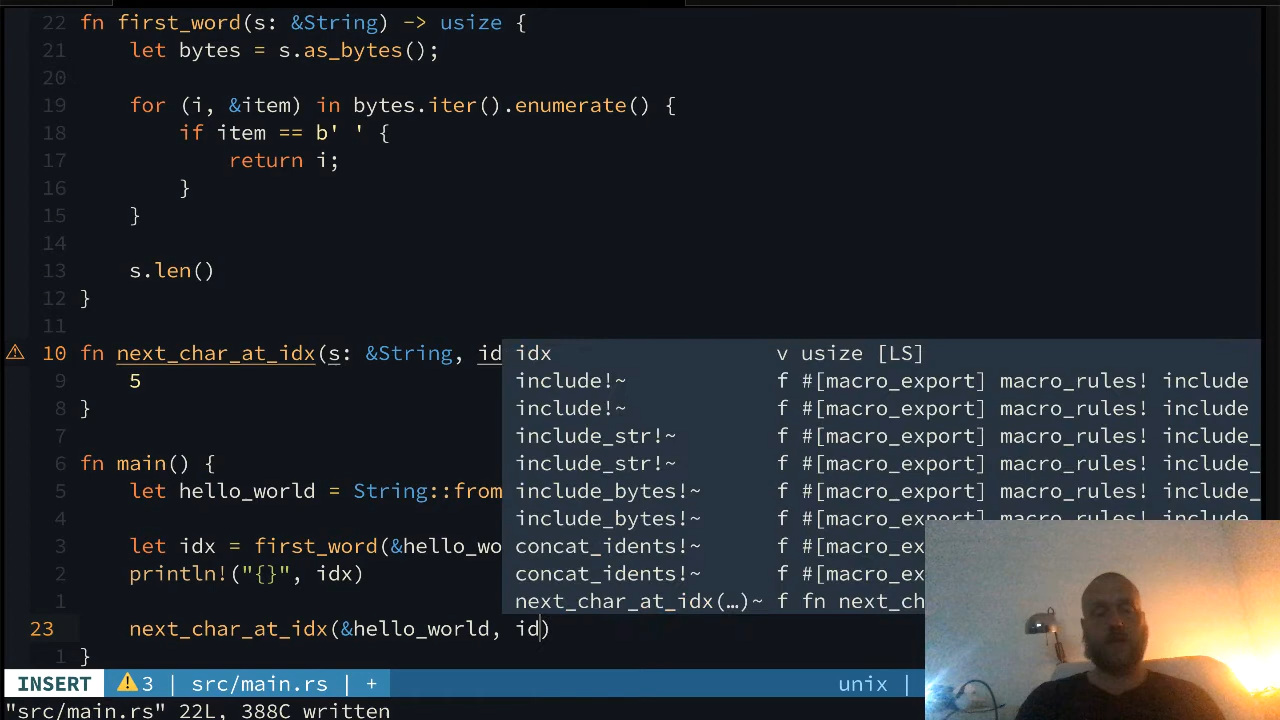 22 fn first_word(s: &String) -> usize {
21 let bytes = s.as_bytes();
20
19 for (i, &item) in bytes.iter().enumerate() {
18 if item == b' ' {
17 return i;
16 }
15 }
14
13 s.len()
12 }
11
⚠ 10 fn next_char_at_idx(s: &String, id
9 5
8 }
7
6 fn main() {
5 let hello_world = String::from
4
3 let idx = first_word(&hello_wo
2 println!("{}", idx)
1
23 next_char_at_idx(&hello_world, id)
1 }
idx v usize [LS]
include!~ f #[macro_export] macro_rules! include
include!~ f #[macro_export] macro_rules! include
include_str!~ f #[macro_export] macro_rules! include_
include_str!~ f #[macro_export] macro_rules! include_
include_bytes!~ f #[macro_export] macro_rules! include_
include_bytes!~ f #[macro_export] macro_rules! include_
concat_idents!~ f #[macro_ex
concat_idents!~ f #[macro_ex
next_char_at_idx(…)~ f fn next_ch
INSERT ⚠3 | src/main.rs | + unix |
"src/main.rs" 22L, 388C written